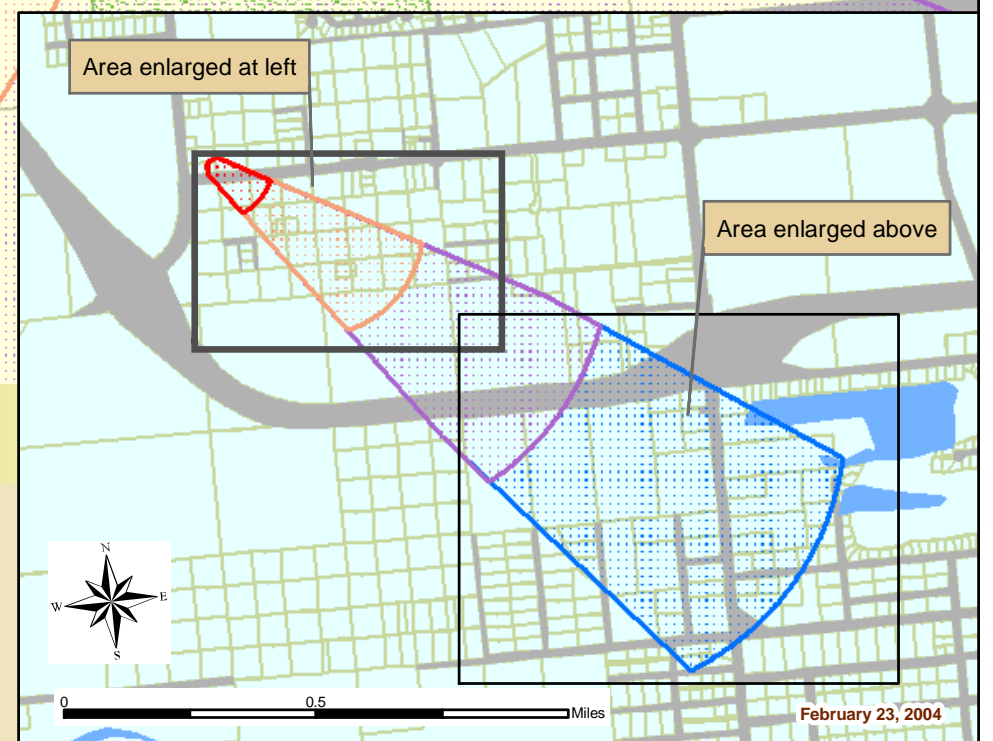 Area enlarged at left
Area enlarged above
N
W
E
S
0
0.5
Miles
February 23, 2004